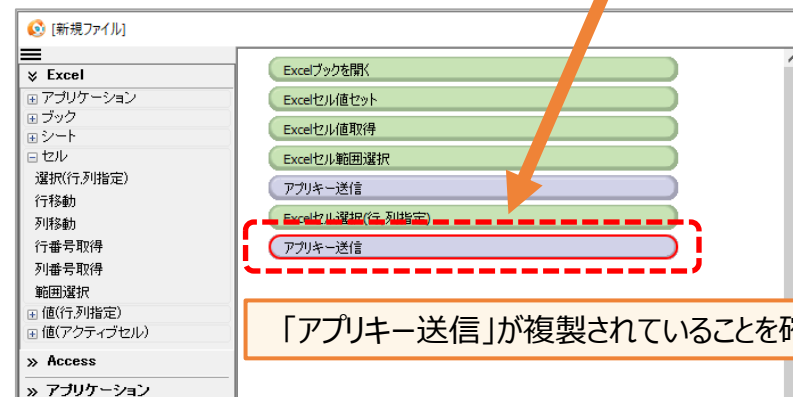 [新規ファイル]
Excel
アプリケーション
ブック
シート
セル
選択(行,列指定)
行移動
列移動
行番号取得
列番号取得
範囲選択
値(行,列指定)
値(アクティブセル)
Access
アプリケーション
Excelブックを開く
Excelセル値セット
Excelセル値取得
Excelセル範囲選択
アプリキー送信
Excelセル選択(行,列指定)
アプリキー送信
「アプリキー送信」が複製されていることを確